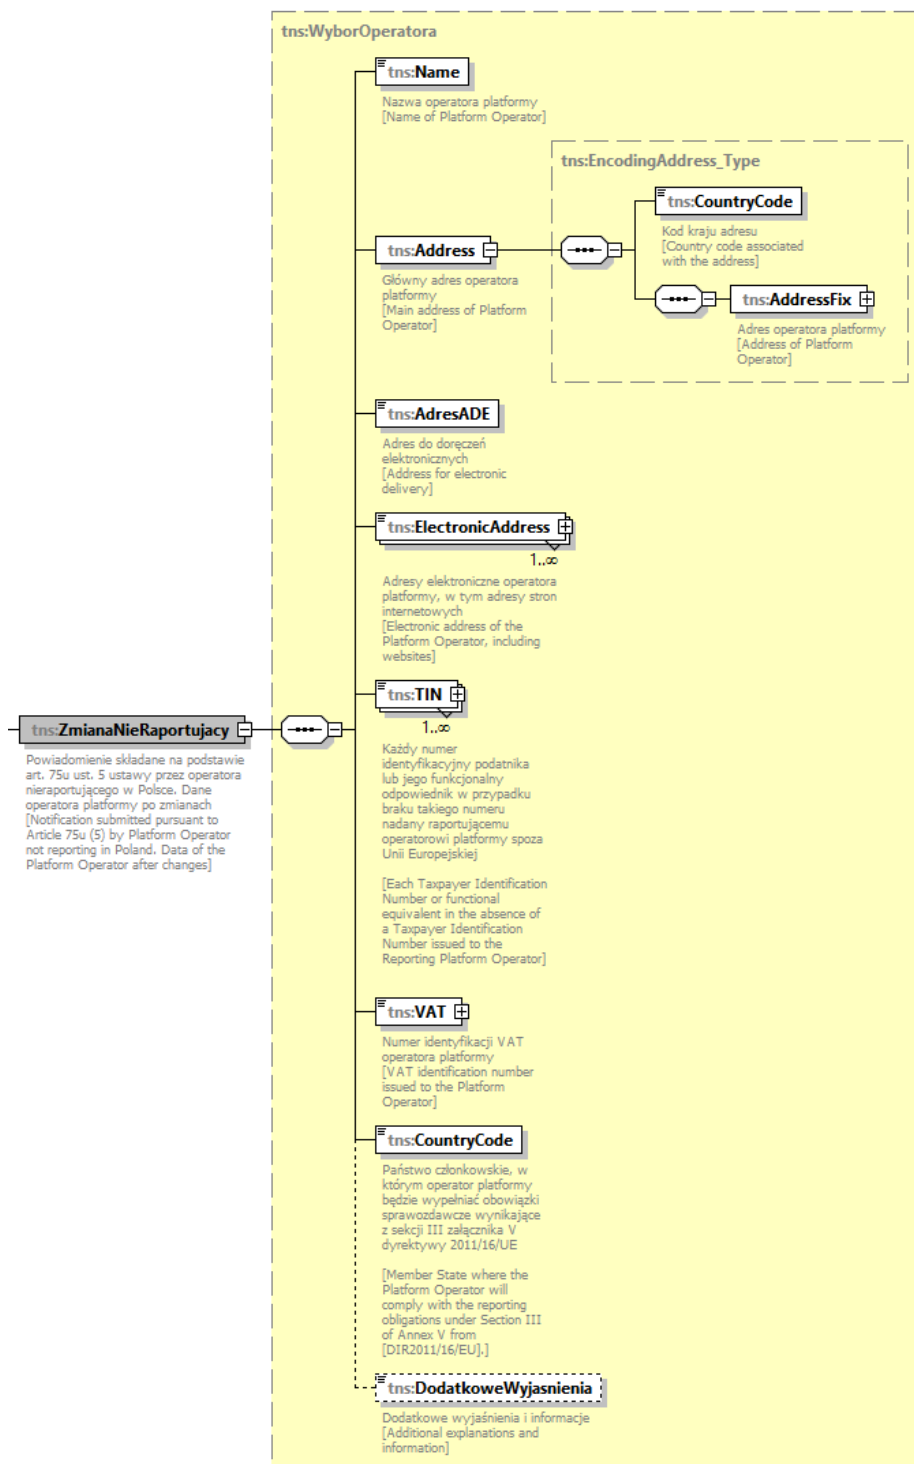 tns:WyborOperatora
tns:Name
Nazwa operatora platformy
[Name of Platform Operator]
tns:EncodingAddress_Type
tns:CountryCode
Kod kraju adresu
[Country code associated
with the address]
tns:Address
Główny adres operatora
platformy
[Main address of Platform
Operator]
tns:AddressFix
Adres operatora platformy
[Address of Platform
Operator]
tns:AdresADE
Adres do doręczeń
elektronicznych
[Address for electronic
delivery]
tns:ElectronicAddress
1..∞
Adresy elektroniczne operatora
platformy, w tym adresy stron
internetowych
[Electronic address of the
Platform Operator, including
websites]
tns:TIN
1..∞
Każdy numer
identyfikacyjny podatnika
lub jego funkcjonalny
odpowiednik w przypadku
braku takiego numeru
nadany raportującemu
operatorowi platformy spoza
Unii Europejskiej
[Each Taxpayer Identification
Number or functional
equivalent in the absence of
a Taxpayer Identification
Number issued to the
Reporting Platform Operator]
tns:ZmianaNieRaportujacy
Powiadomienie składane na podstawie
art. 75u ust. 5 ustawy przez operatora
nieraportującego w Polsce. Dane
operatora platformy po zmianach
[Notification submitted pursuant to
Article 75u (5) by Platform Operator
not reporting in Poland. Data of the
Platform Operator after changes]
tns:VAT
Numer identyfikacji VAT
operatora platformy
[VAT identification number
issued to the Platform
Operator]
tns:CountryCode
Państwo członkowskie, w
którym operator platformy
będzie wypełniać obowiązki
sprawozdawcze wynikające
z sekcji III załącznika V
dyrektywy 2011/16/UE
[Member State where the
Platform Operator will
comply with the reporting
obligations under Section III
of Annex V from
[DIR2011/16/EU].]
tns:DodatkoweWyjasnienia
Dodatkowe wyjaśnienia i informacje
[Additional explanations and
information]